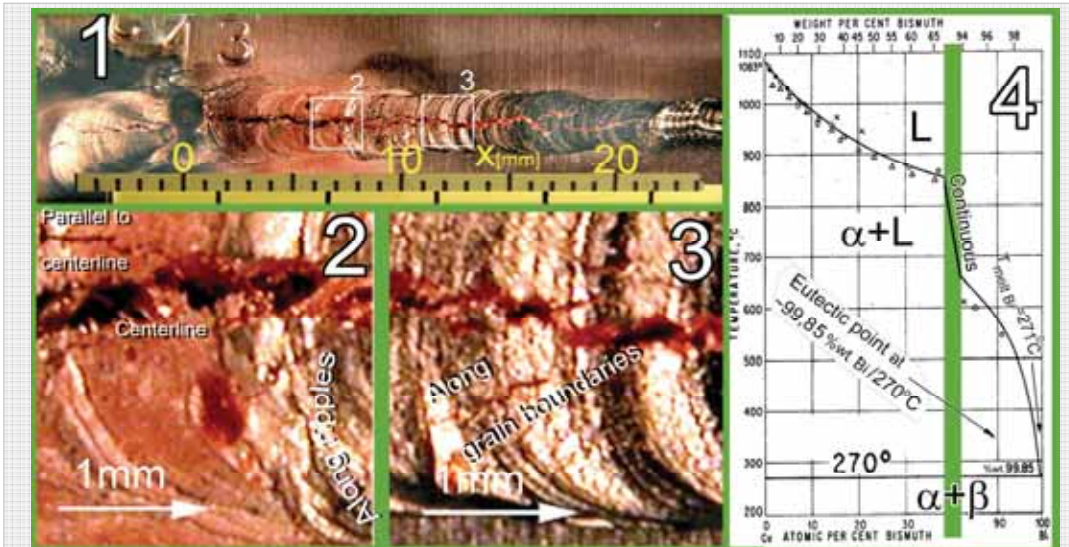 1
3
2
3
0
10
X[mm]
20
2
Parallel to
centerline
Centerline
Along ripples
1mm
3
Along
grain boundaries
1mm
4
WEIGHT PER CENT BISMUTH
10 20 30 40 45 50 55 60 65 94 96 98
1100
1083°
1000
900
800
700
600
500
400
300
200
TEMPERATURE, °C
L
α+L
Continuous
T melt Bi=271°C
Eutectic point at
~99,85%wt Bi/270°C
270°
%wt 99.85
α+β
0 10 20 30 90 100
Cu ATOMIC PER CENT BISMUTH Bi